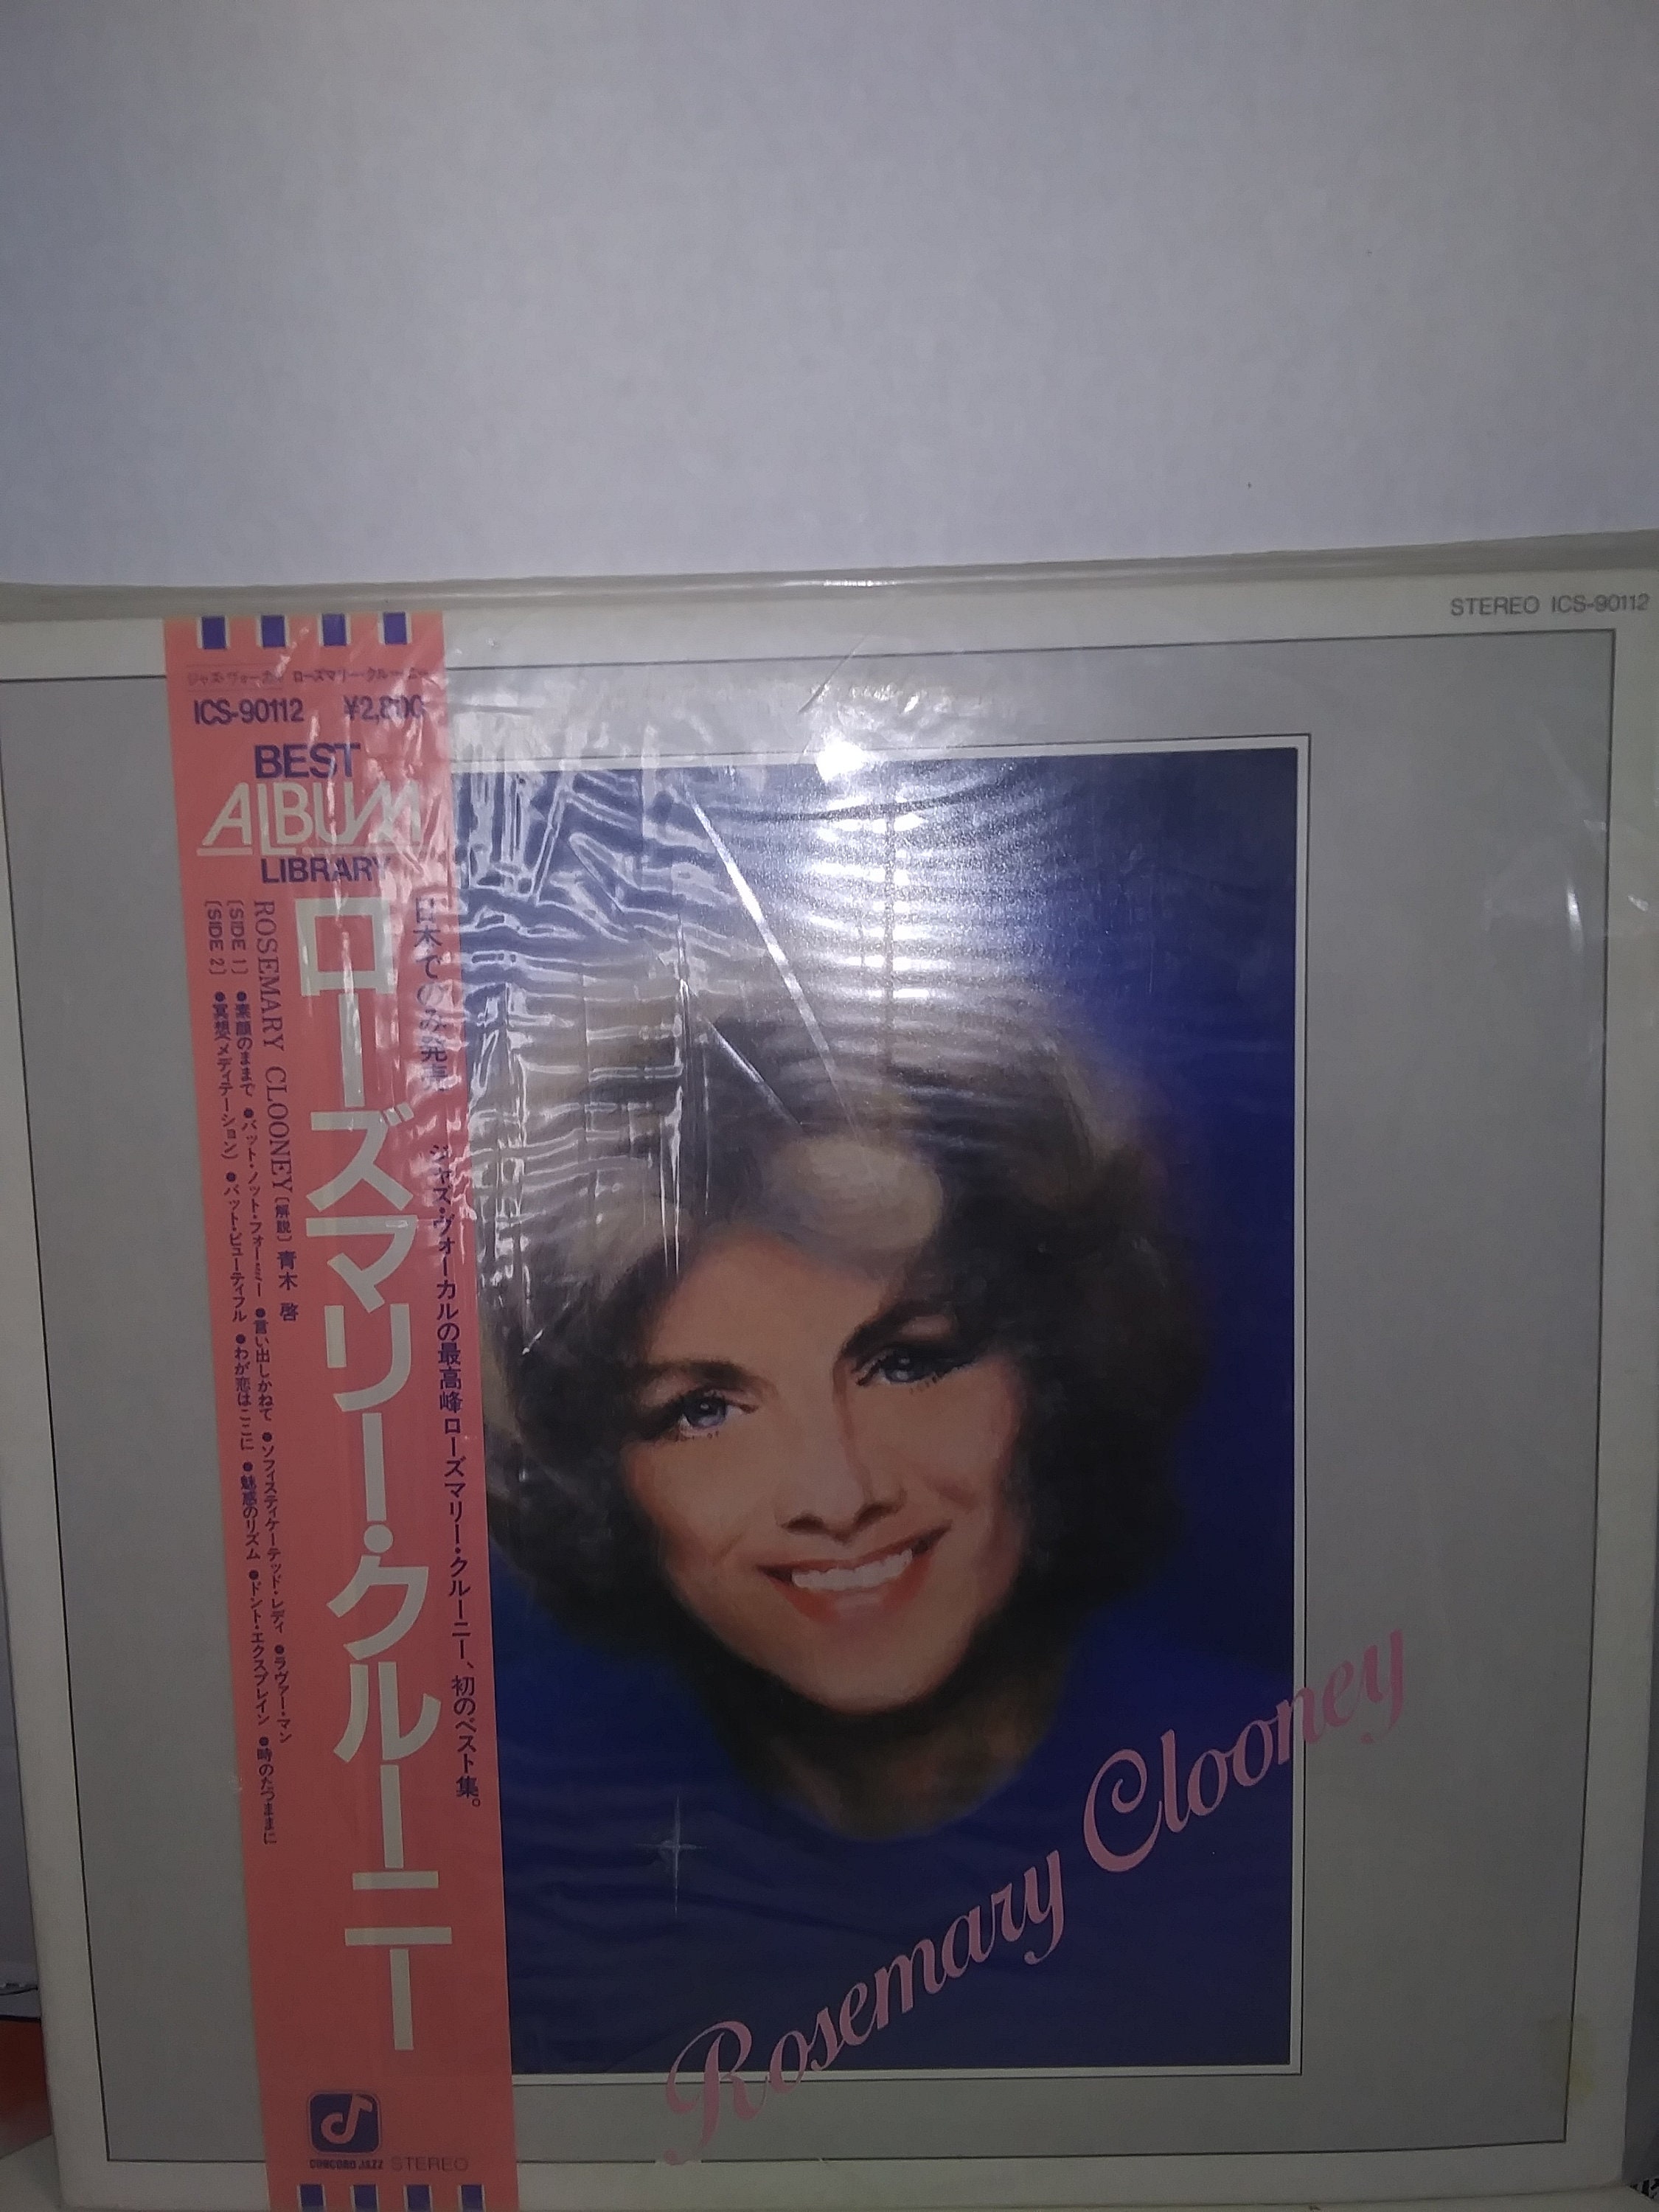 STEREO ICS-90112
ジャズ・ヴォーカル ローズマリー・クルーニー
ICS-90112 ¥2,800
BEST
ALBUM
LIBRARY
日本でのみ発売
ジャズ・ヴォーカルの最高峰ローズマリー・クルーニー、初のベスト集。
ローズマリー・クルーニー
ROSEMARY CLOONEY〔解説〕青木 啓
〔SIDE 1〕●素顔のままで ●バット・ノット・フォー・ミー ●言い出しかねて ●ソフィスティケーテッド・レディ ●ラヴァー・マン
〔SIDE 2〕●冥想(メディテーション) ●バット・ビューティフル ●わが恋はここに ●魅惑のリズム ●ドント・エクスプレイン ●時のたつままに
CONCORD JAZZ STEREO
Rosemary Clooney